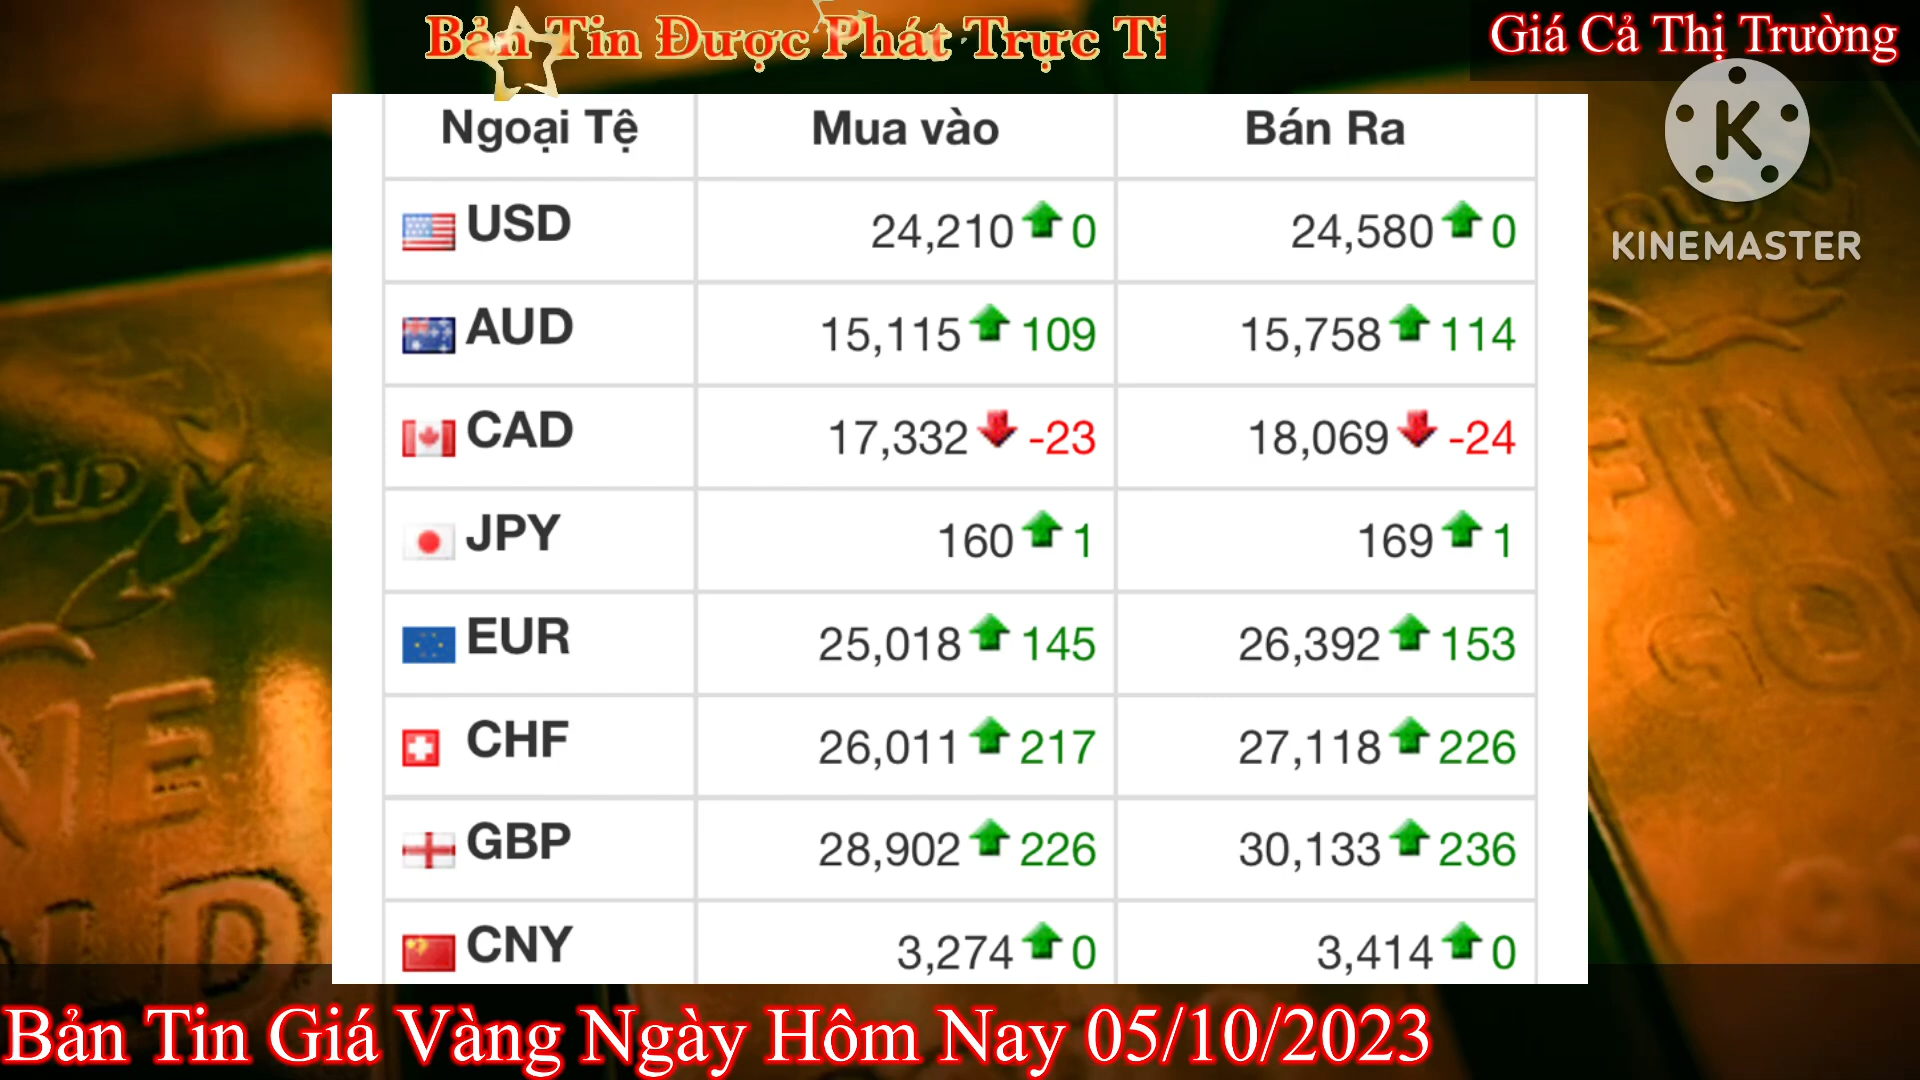 Bản Tin Được Phát Trực Ti
Giá Cả Thị Trường
K
KINEMASTER
Ngoại Tệ Mua vào Bán Ra
USD 24,210 0 24,580 0
AUD 15,115 109 15,758 114
CAD 17,332 -23 18,069 -24
JPY 160 1 169 1
EUR 25,018 145 26,392 153
CHF 26,011 217 27,118 226
GBP 28,902 226 30,133 236
CNY 3,274 0 3,414 0
Bản Tin Giá Vàng Ngày Hôm Nay 05/10/2023